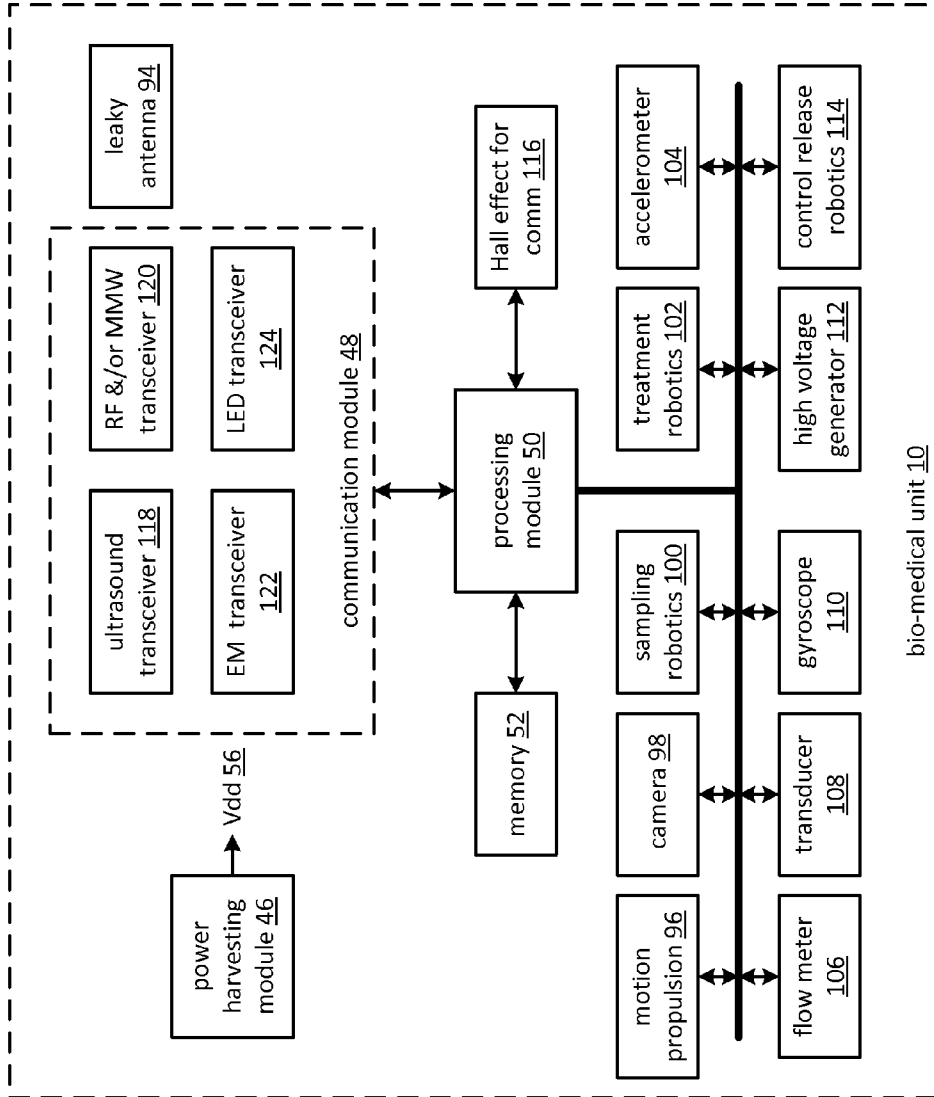 power
harvesting
module 46
Vdd 56
ultrasound
transceiver 118
RF &/or MMW
transceiver 120
EM transceiver
122
LED transceiver
124
communication module 48
leaky
antenna 94
memory 52
processing
module 50
Hall effect for
comm 116
motion
propulsion 96
camera 98
sampling
robotics 100
treatment
robotics 102
accelerometer
104
flow meter
106
transducer
108
gyroscope
110
high voltage
generator 112
control release
robotics 114
bio-medical unit 10